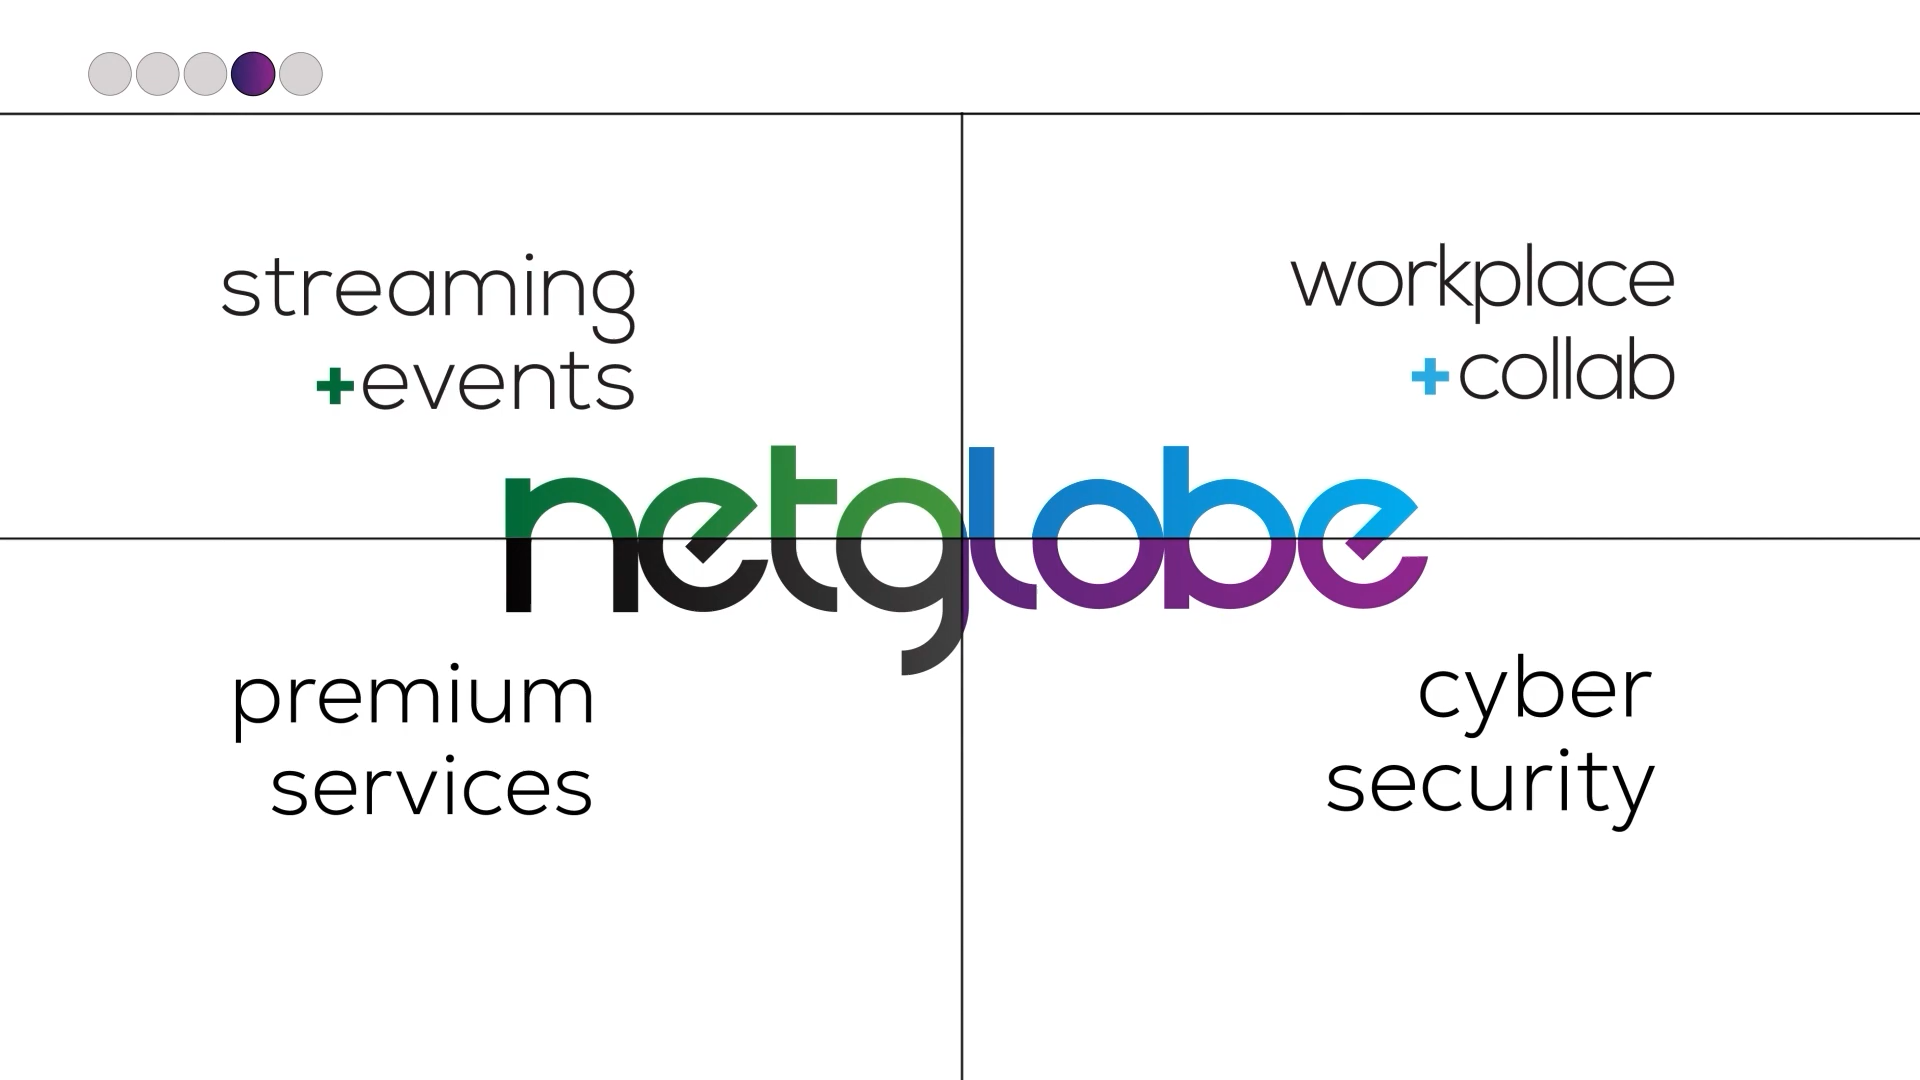 streaming
+events
workplace
+collab
netglobe
premium
services
cyber
security